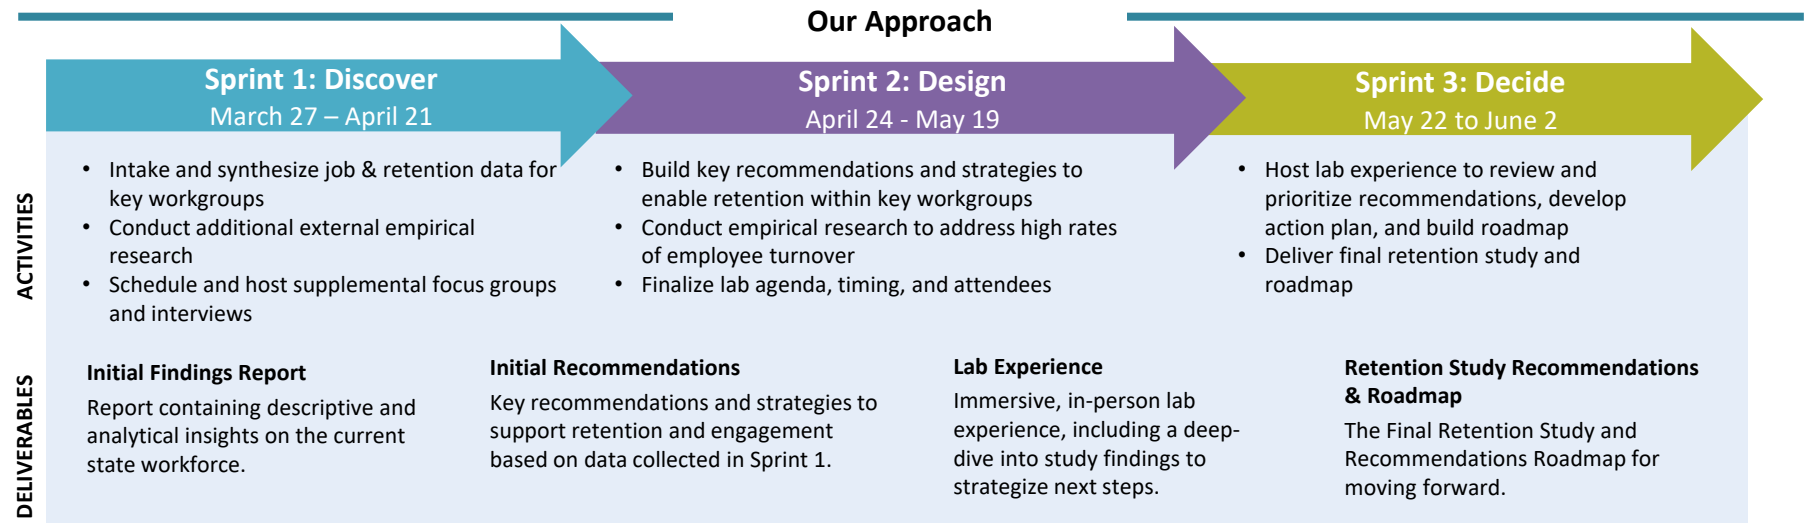 Our Approach
Sprint 1: Discover
March 27 – April 21
Sprint 2: Design
April 24 - May 19
Sprint 3: Decide
May 22 to June 2
ACTIVITIES
• Intake and synthesize job & retention data for
key workgroups
• Conduct additional external empirical
research
• Schedule and host supplemental focus groups
and interviews
• Build key recommendations and strategies to
enable retention within key workgroups
• Conduct empirical research to address high rates
of employee turnover
• Finalize lab agenda, timing, and attendees
• Host lab experience to review and
prioritize recommendations, develop
action plan, and build roadmap
• Deliver final retention study and
roadmap
DELIVERABLES
Initial Findings Report
Report containing descriptive and
analytical insights on the current
state workforce.
Initial Recommendations
Key recommendations and strategies to
support retention and engagement
based on data collected in Sprint 1.
Lab Experience
Immersive, in-person lab
experience, including a deep-
dive into study findings to
strategize next steps.
Retention Study Recommendations
& Roadmap
The Final Retention Study and
Recommendations Roadmap for
moving forward.